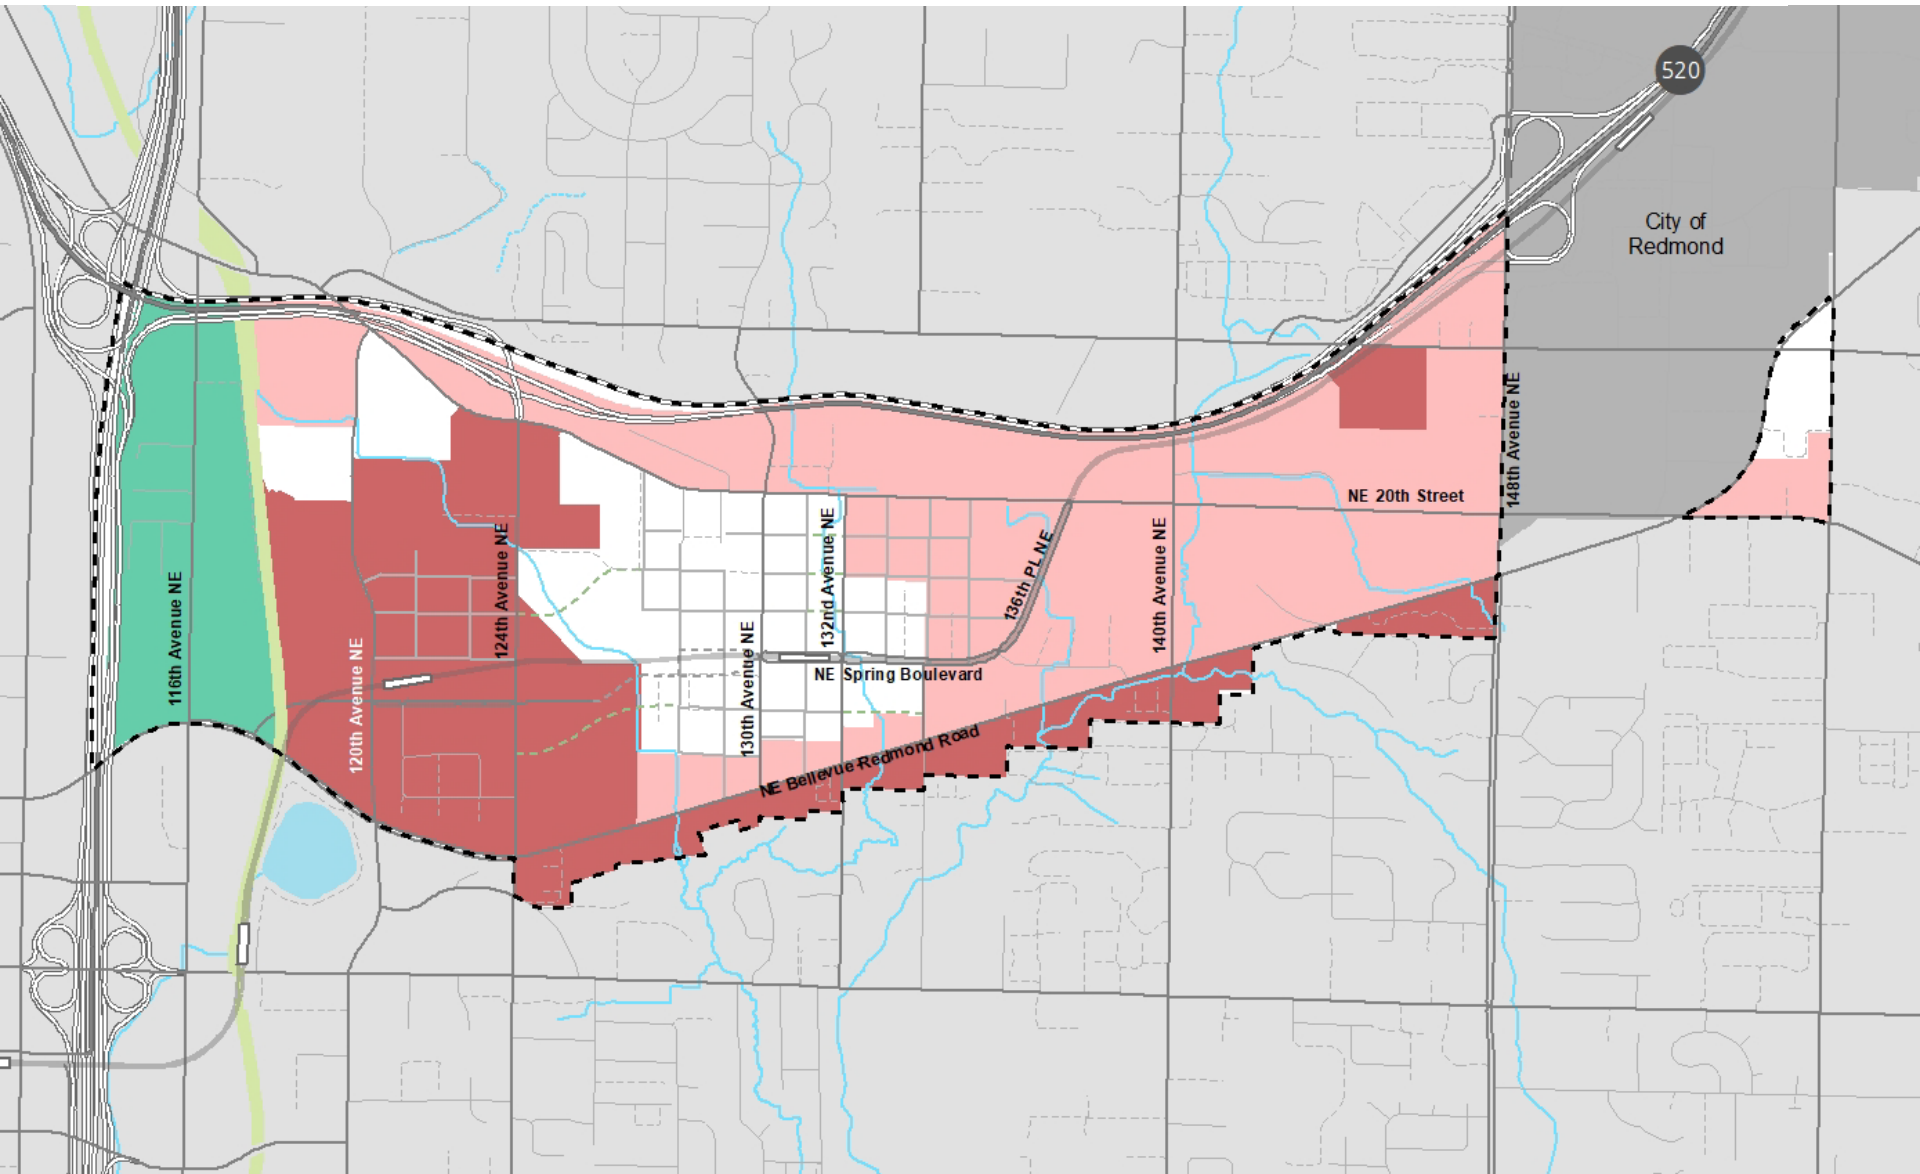 520
City of
Redmond
148th Avenue NE
NE 20th Street
132nd Avenue NE
140th Avenue NE
124th Avenue NE
136th PL NE
116th Avenue NE
130th Avenue NE
120th Avenue NE
NE Spring Boulevard
NE Bellevue Redmond Road